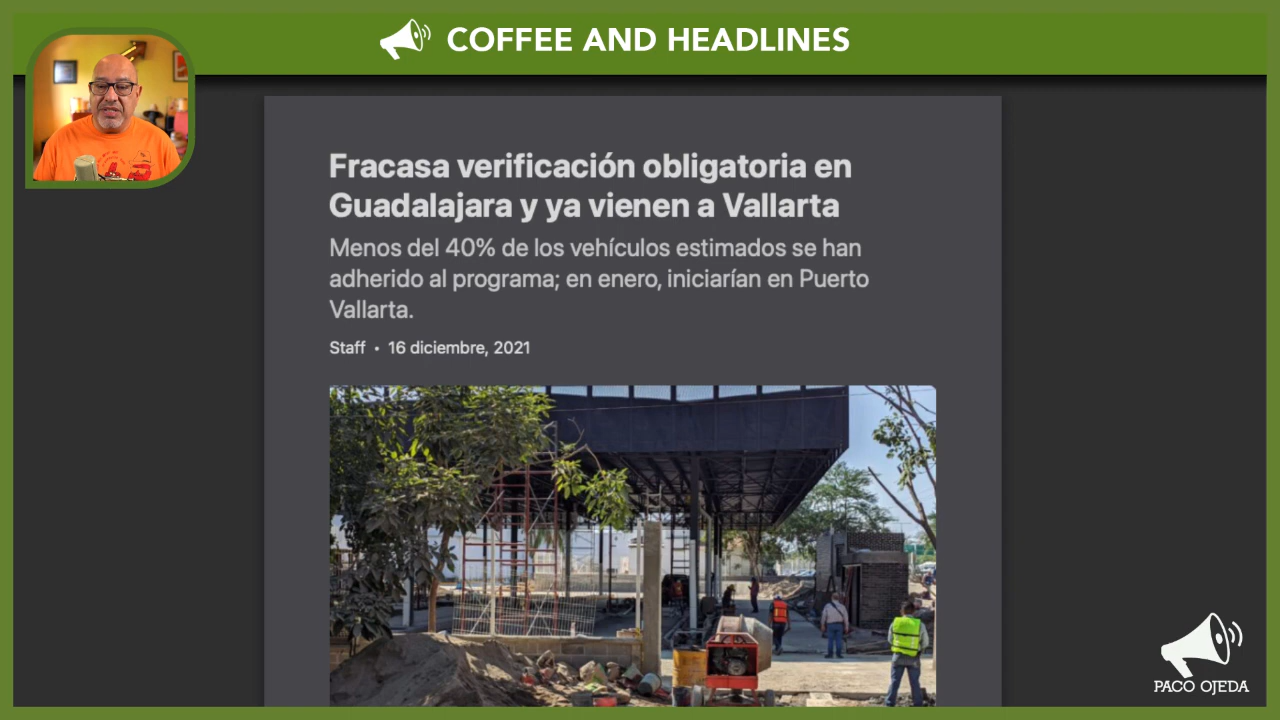 COFFEE AND HEADLINES
Fracasa verificación obligatoria en
Guadalajara y ya vienen a Vallarta
Menos del 40% de los vehículos estimados se han
adherido al programa; en enero, iniciarían en Puerto
Vallarta.
Staff • 16 diciembre, 2021
PACO OJEDA